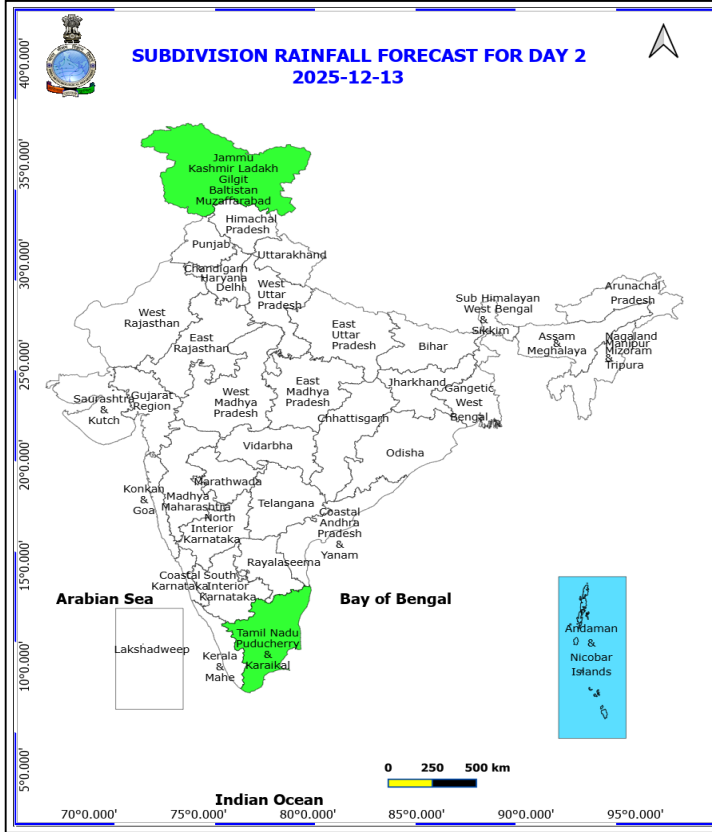 SUBDIVISION RAINFALL FORECAST FOR DAY 2
2025-12-13
40°0.000'
35°0.000'
30°0.000'
25°0.000'
20°0.000'
15°0.000'
10°0.000'
5°0.000'
Jammu
Kashmir Ladakh
Gilgit
Baltistan
Muzaffarabad
Himachal
Pradesh
Punjab
Uttarakhand
Chandigarh
Haryana
Delhi
West
Uttar
Pradesh
West
Rajasthan
East
Rajasthan
East
Uttar
Pradesh
Bihar
Sub Himalayan
West Bengal
&
Sikkim
Arunachal
Pradesh
Assam
&
Meghalaya
Nagaland
Manipur
Mizoram
&
Tripura
Saurashtra
&
Kutch
Gujarat
Region
West
Madhya
Pradesh
East
Madhya
Pradesh
Jharkhand
Gangetic
West
Bengal
Chhattisgarh
Vidarbha
Odisha
Konkan
&
Goa
Marathwada
Madhya
Maharashtra
Telangana
North
Interior
Karnataka
Coastal
Andhra
Pradesh
&
Yanam
Rayalaseema
Coastal
Karnataka
South
Interior
Karnataka
Arabian Sea
Bay of Bengal
Lakshadweep
Kerala
&
Mahe
Tamil Nadu
Puducherry
&
Karaikal
Andaman
&
Nicobar
Islands
0 250 500 km
Indian Ocean
70°0.000' 75°0.000' 80°0.000' 85°0.000' 90°0.000' 95°0.000'